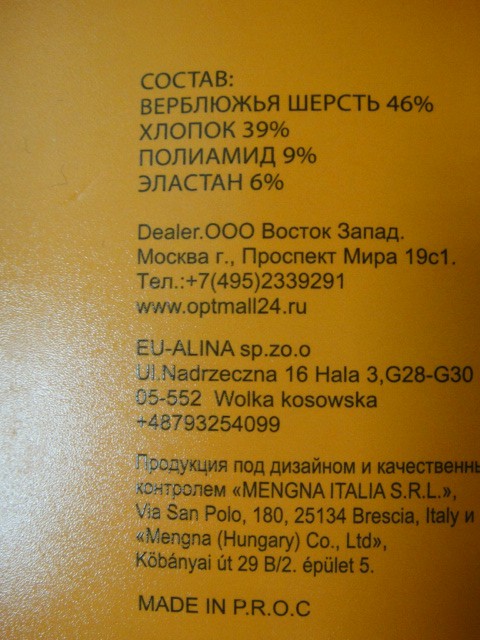 СОСТАВ:
ВЕРБЛЮЖЬЯ ШЕРСТЬ 46%
ХЛОПОК 39%
ПОЛИАМИД 9%
ЭЛАСТАН 6%
Dealer.ООО Восток Запад.
Москва г., Проспект Мира 19с1.
Тел.:+7(495)2339291
www.optmall24.ru
EU-ALINA sp.zo.o
Ul.Nadrzeczna 16 Hala 3,G28-G30
05-552 Wolka kosowska
+48793254099
Продукция под дизайном и качественны
контролем «MENGNA ITALIA S.R.L.»,
Via San Polo, 180, 25134 Brescia, Italy и
«Mengna (Hungary) Co., Ltd»,
Köbányai út 29 B/2. épület 5.
MADE IN P.R.O.C